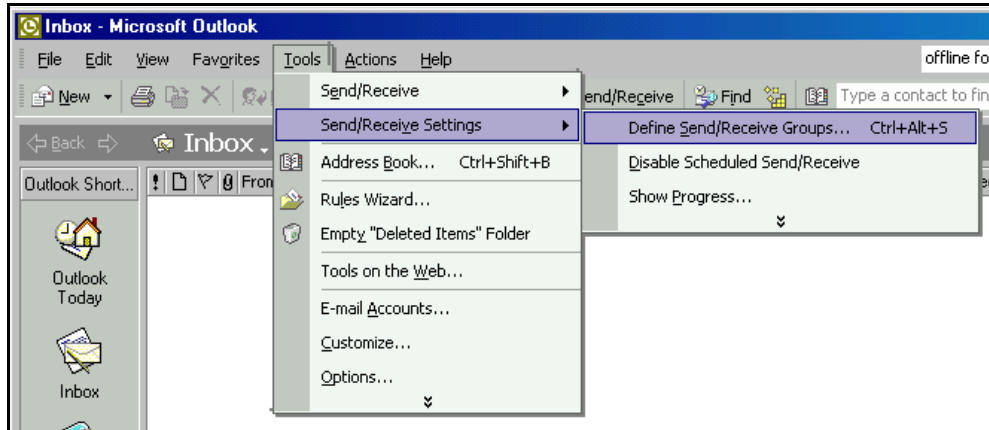 Inbox - Microsoft Outlook
File Edit View Favorites Tools Actions Help offline fo
New end/Receive Find Type a contact to fin
Back Inbox
Outlook Short... From
Send/Receive
Send/Receive Settings
Address Book... Ctrl+Shift+B
Rules Wizard...
Empty "Deleted Items" Folder
Tools on the Web...
E-mail Accounts...
Customize...
Options...
Define Send/Receive Groups... Ctrl+Alt+S
Disable Scheduled Send/Receive
Show Progress...
Outlook
Today
Inbox